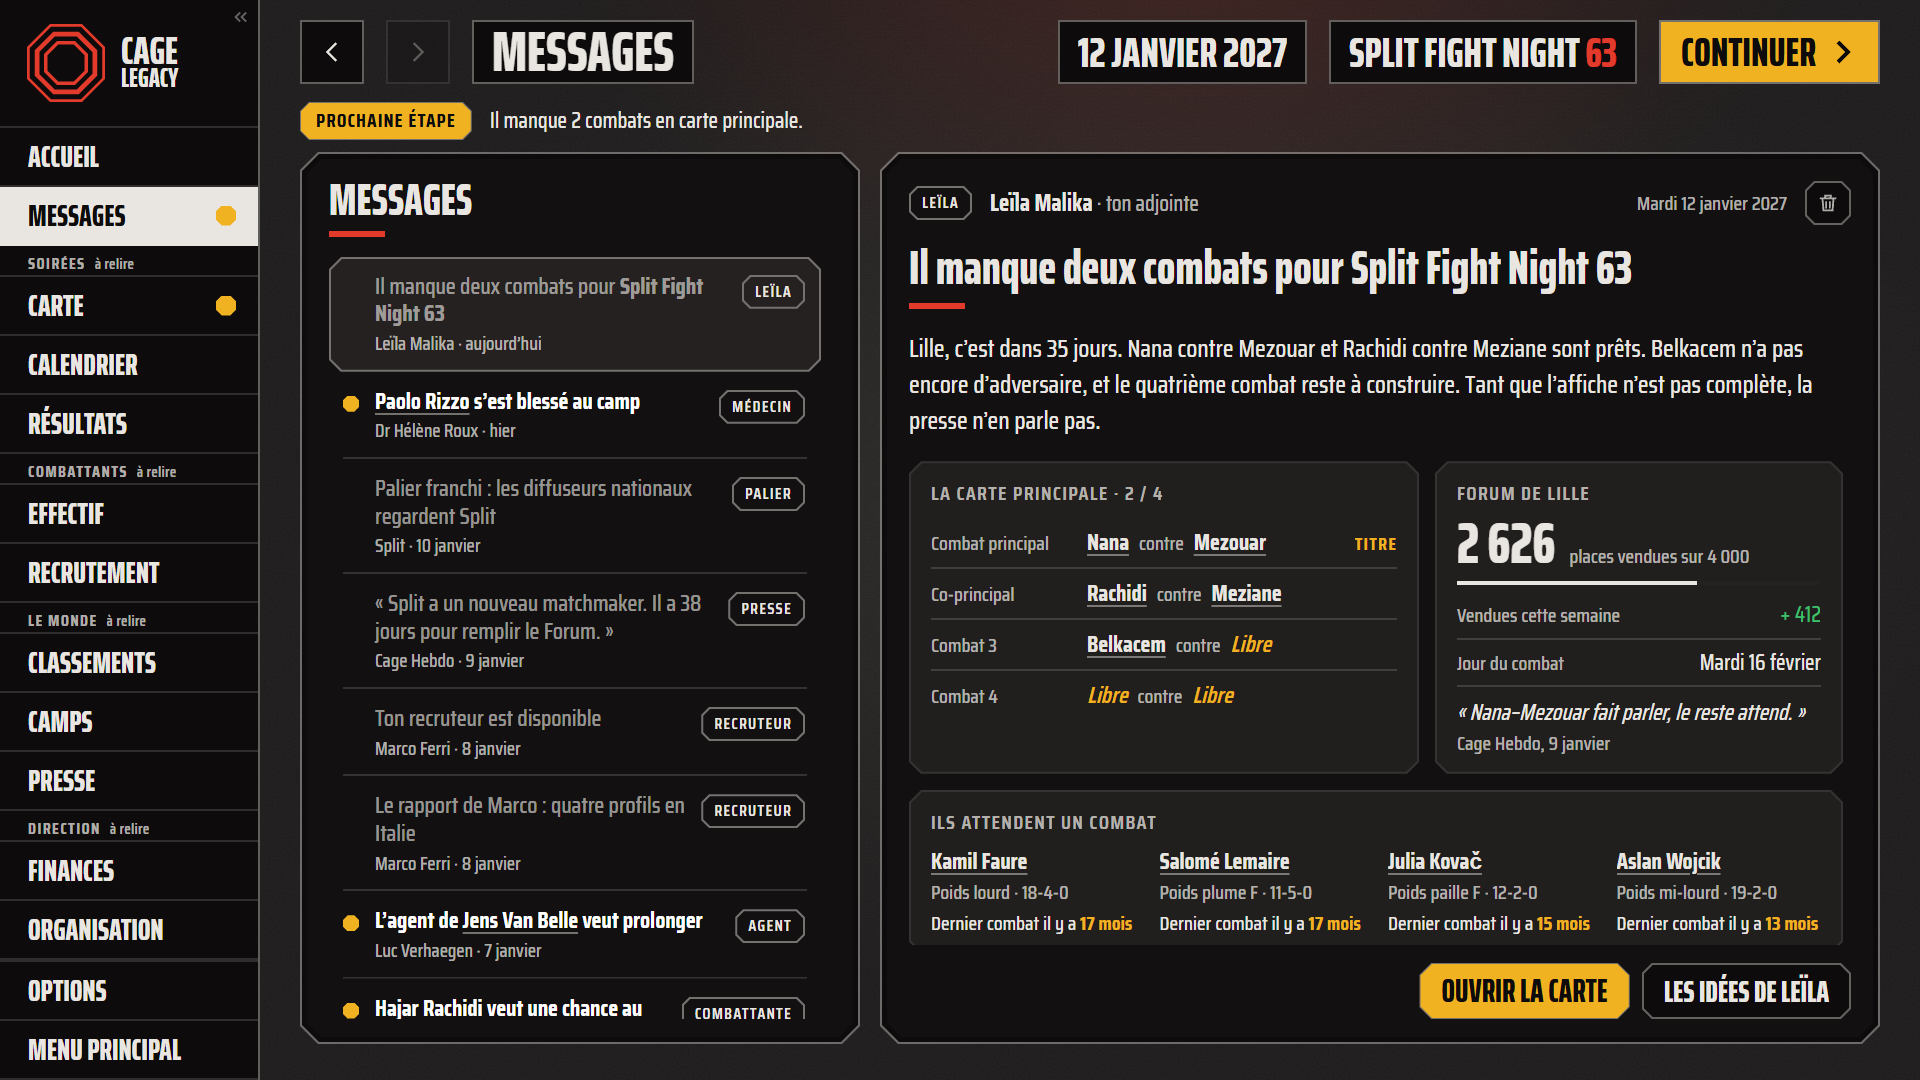 «
CAGE
LEGACY
ACCUEIL
MESSAGES
SOIRÉES à relire
CARTE
CALENDRIER
RÉSULTATS
COMBATTANTS à relire
EFFECTIF
RECRUTEMENT
LE MONDE à relire
CLASSEMENTS
CAMPS
PRESSE
DIRECTION à relire
FINANCES
ORGANISATION
OPTIONS
MENU PRINCIPAL
MESSAGES
12 JANVIER 2027
SPLIT FIGHT NIGHT 63
CONTINUER
PROCHAINE ÉTAPE
Il manque 2 combats en carte principale.
MESSAGES
Il manque deux combats pour Split Fight
Night 63
LEÏLA
Leïla Malika · aujourd’hui
Paolo Rizzo s’est blessé au camp
MÉDECIN
Dr Hélène Roux · hier
Palier franchi : les diffuseurs nationaux
regardent Split
PALIER
Split · 10 janvier
« Split a un nouveau matchmaker. Il a 38
jours pour remplir le Forum. »
PRESSE
Cage Hebdo · 9 janvier
Ton recruteur est disponible
RECRUTEUR
Marco Ferri · 8 janvier
Le rapport de Marco : quatre profils en
Italie
RECRUTEUR
Marco Ferri · 8 janvier
L’agent de Jens Van Belle veut prolonger
AGENT
Luc Verhaegen · 7 janvier
Hajar Rachidi veut une chance au
COMBATTANTE
LEÏLA
Leïla Malika · ton adjointe
Mardi 12 janvier 2027
Il manque deux combats pour Split Fight Night 63
Lille, c’est dans 35 jours. Nana contre Mezouar et Rachidi contre Meziane sont prêts. Belkacem n’a pas
encore d’adversaire, et le quatrième combat reste à construire. Tant que l’affiche n’est pas complète, la
presse n’en parle pas.
LA CARTE PRINCIPALE · 2 / 4
Combat principal Nana contre Mezouar TITRE
Co-principal Rachidi contre Meziane
Combat 3 Belkacem contre Libre
Combat 4 Libre contre Libre
FORUM DE LILLE
2 626 places vendues sur 4 000
Vendues cette semaine + 412
Jour du combat Mardi 16 février
« Nana–Mezouar fait parler, le reste attend. »
Cage Hebdo, 9 janvier
ILS ATTENDENT UN COMBAT
Kamil Faure
Poids lourd · 18-4-0
Dernier combat il y a 17 mois
Salomé Lemaire
Poids plume F · 11-5-0
Dernier combat il y a 17 mois
Julia Kovač
Poids paille F · 12-2-0
Dernier combat il y a 15 mois
Aslan Wojcik
Poids mi-lourd · 19-2-0
Dernier combat il y a 13 mois
OUVRIR LA CARTE
LES IDÉES DE LEÏLA